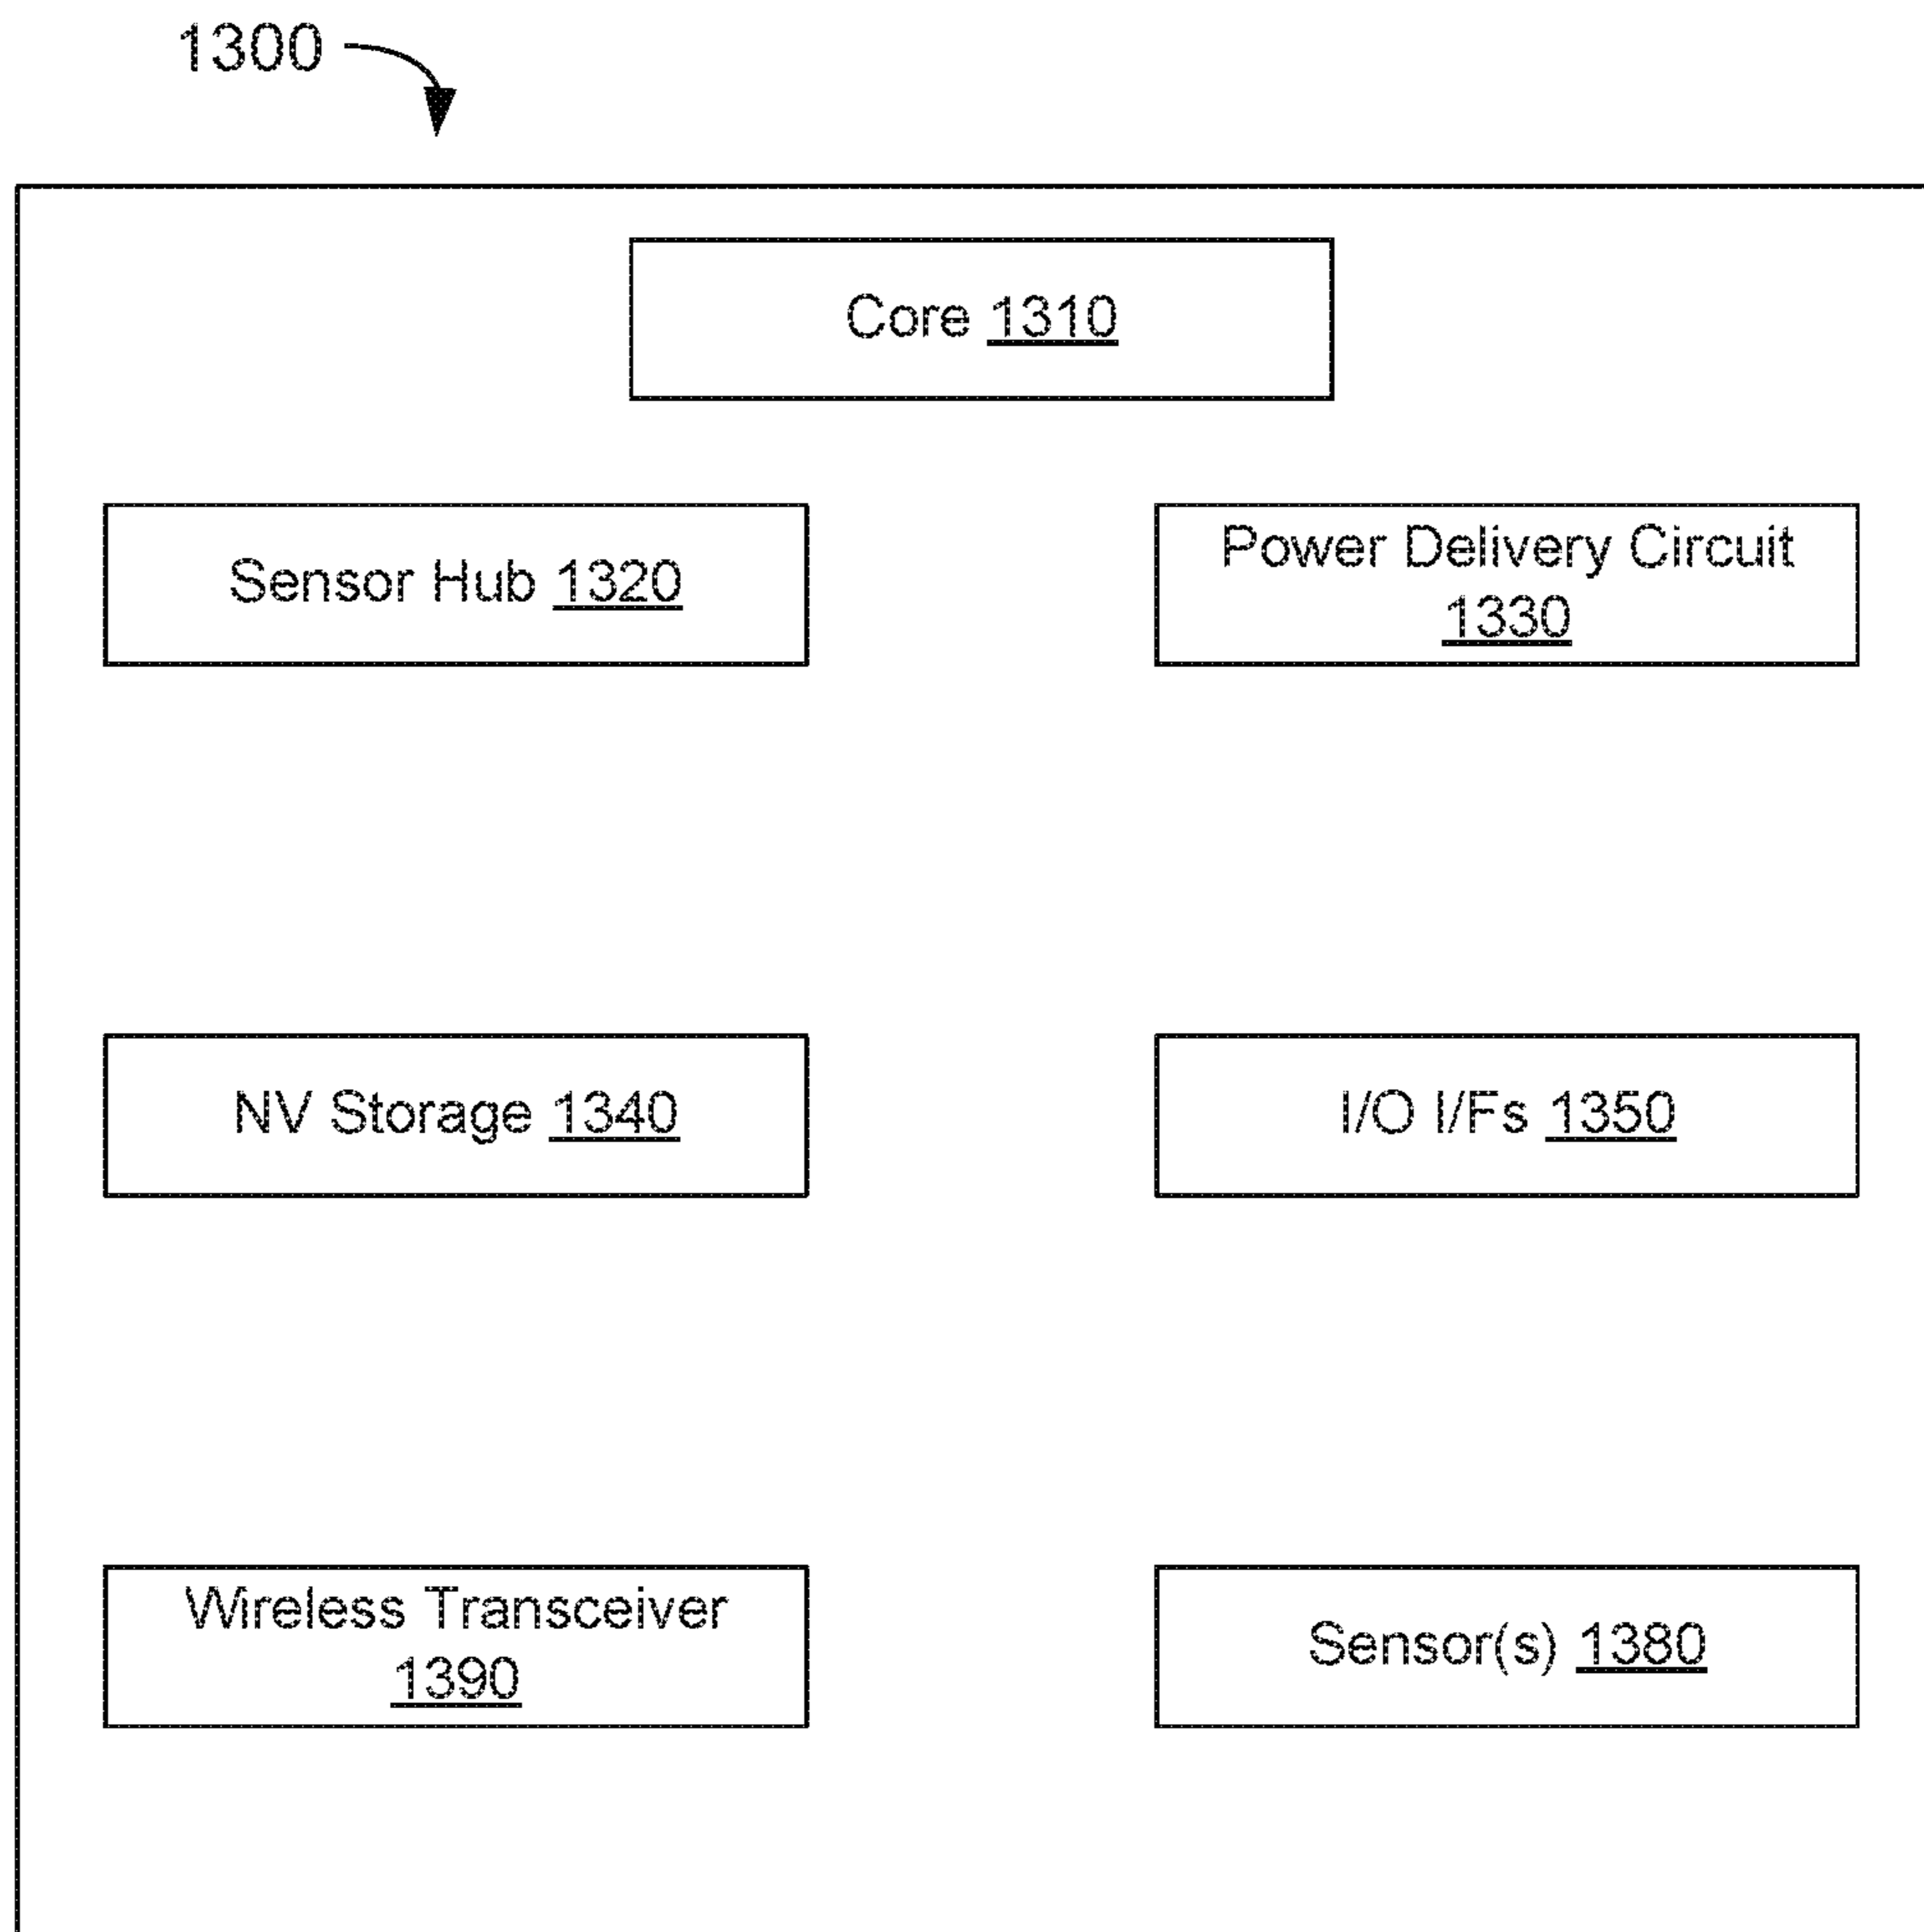 1300
Core 1310
Sensor Hub 1320
Power Delivery Circuit
1330
NV Storage 1340
I/O I/Fs 1350
Wireless Transceiver
1390
Sensor(s) 1380